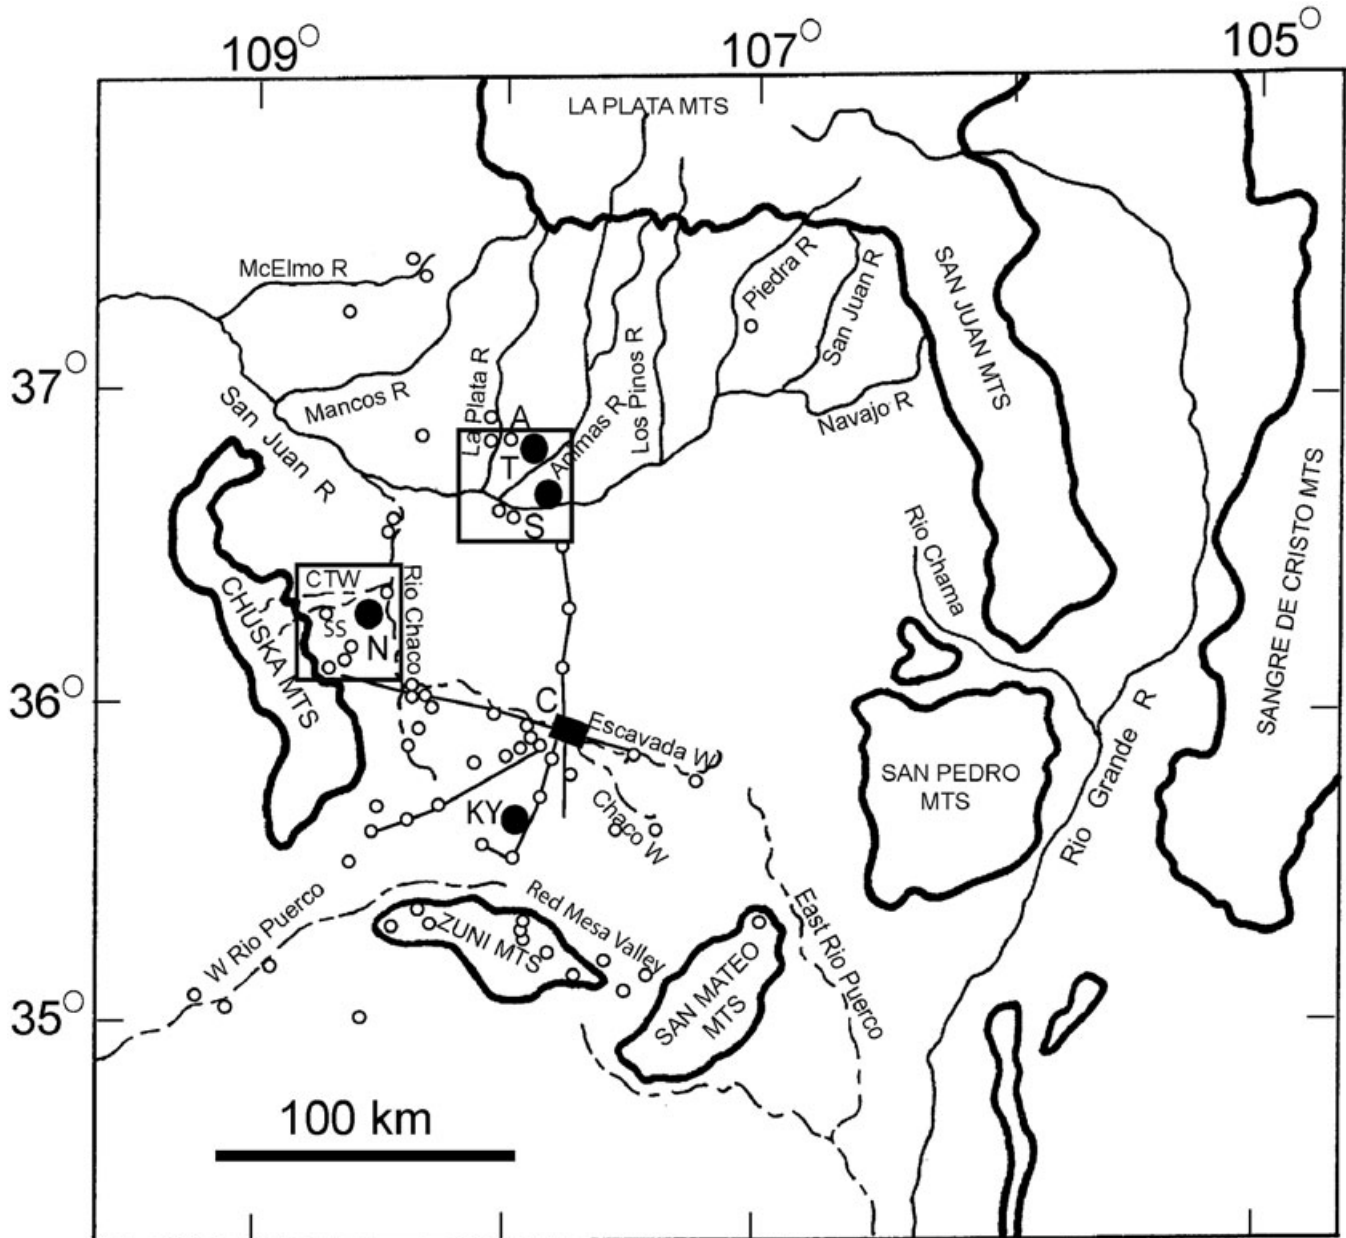 109○
107○
105○
LA PLATA MTS
McElmo R
Piedra R
San Juan R
SAN JUAN MTS
37○
San Juan R
Mancos R
La Plata R
A
Animas R
Los Pinos R
Navajo R
T
S
SANGRE DE CRISTO MTS
Rio Chama
CTW
Rio Chaco
SS
N
CHUSKA MTS
36○
C
Escavada W
Rio Grande R
SAN PEDRO
MTS
KY
Chaco W
W Rio Puerco
Red Mesa Valley
East Rio Puerco
ZUNI MTS
SAN MATEO
MTS
35○
100 km